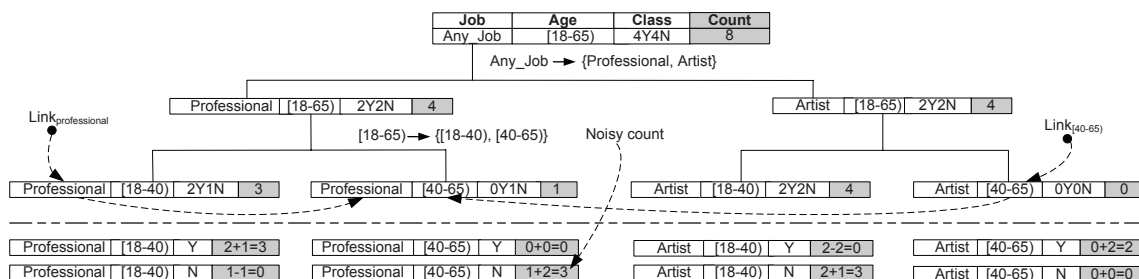 Job Age Class Count
Any_Job [18-65) 4Y4N 8
Any_Job → {Professional, Artist}
Professional [18-65) 2Y2N 4
Artist [18-65) 2Y2N 4
Link professional
[18-65) → {[18-40), [40-65)}
Noisy count
Link [40-65)
Professional [18-40) 2Y1N 3
Professional [40-65) 0Y1N 1
Artist [18-40) 2Y2N 4
Artist [40-65) 0Y0N 0
Professional [18-40) Y 2+1=3
Professional [40-65) Y 0+0=0
Artist [18-40) Y 2-2=0
Artist [40-65) Y 0+2=2
Professional [18-40) N 1-1=0
Professional [40-65) N 1+2=3
Artist [18-40) N 2+1=3
Artist [40-65) N 0+0=0